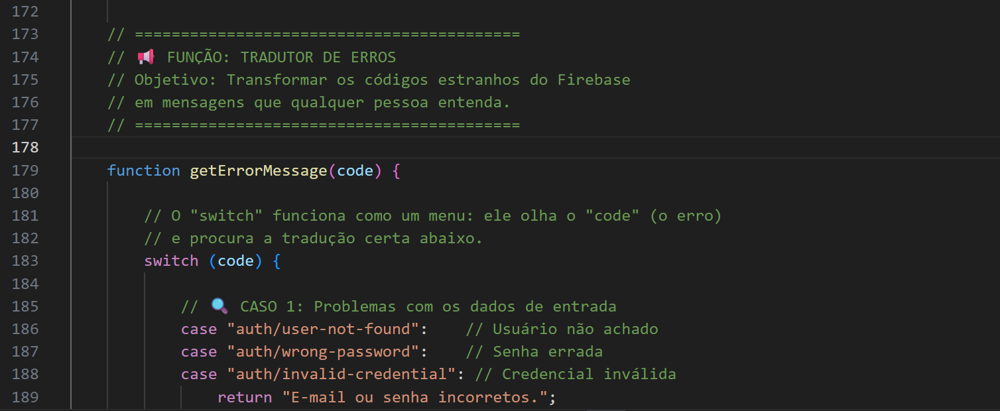 172
173 // ==========================================
174 // 📢 FUNÇÃO: TRADUTOR DE ERROS
175 // Objetivo: Transformar os códigos estranhos do Firebase
176 // em mensagens que qualquer pessoa entenda.
177 // ==========================================
178
179 function getErrorMessage(code) {
180
181 // O "switch" funciona como um menu: ele olha o "code" (o erro)
182 // e procura a tradução certa abaixo.
183 switch (code) {
184
185 // 🔍 CASO 1: Problemas com os dados de entrada
186 case "auth/user-not-found":    // Usuário não achado
187 case "auth/wrong-password":    // Senha errada
188 case "auth/invalid-credential": // Credencial inválida
189 return "E-mail ou senha incorretos.";